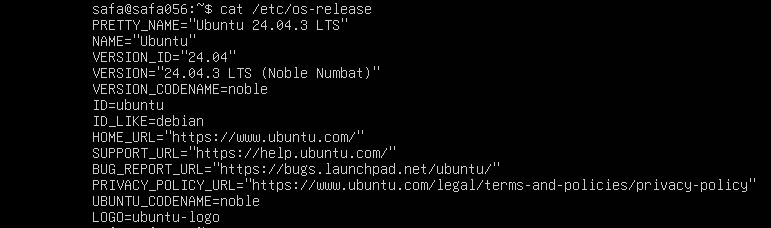 safa@safa056:~$ cat /etc/os-release
PRETTY_NAME="Ubuntu 24.04.3 LTS"
NAME="Ubuntu"
VERSION_ID="24.04"
VERSION="24.04.3 LTS (Noble Numbat)"
VERSION_CODENAME=noble
ID=ubuntu
ID_LIKE=debian
HOME_URL="https://www.ubuntu.com/"
SUPPORT_URL="https://help.ubuntu.com/"
BUG_REPORT_URL="https://bugs.launchpad.net/ubuntu/"
PRIVACY_POLICY_URL="https://www.ubuntu.com/legal/terms-and-policies/privacy-policy"
UBUNTU_CODENAME=noble
LOGO=ubuntu-logo